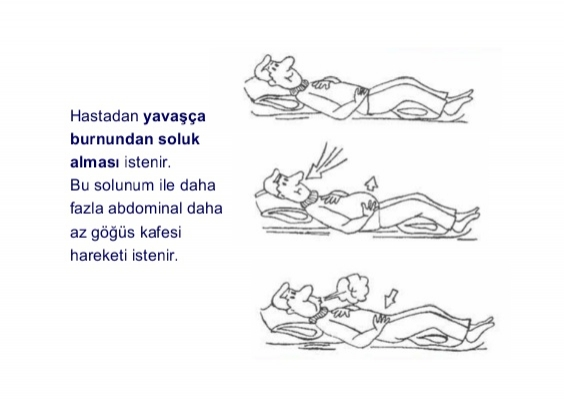 Hastadan yavaşça
burnundan soluk
alması istenir.
Bu solunum ile daha
fazla abdominal daha
az göğüs kafesi
hareketi istenir.